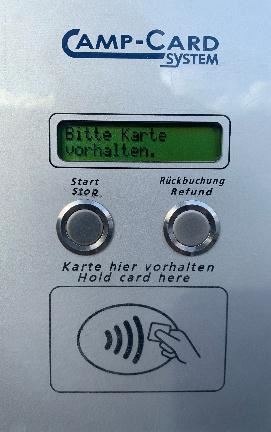 CAMP-CARD
SYSTEM
Bitte Karte
vorhalten.
Start
Stop
Rückbuchung
Refund
Karte hier vorhalten
Hold card here